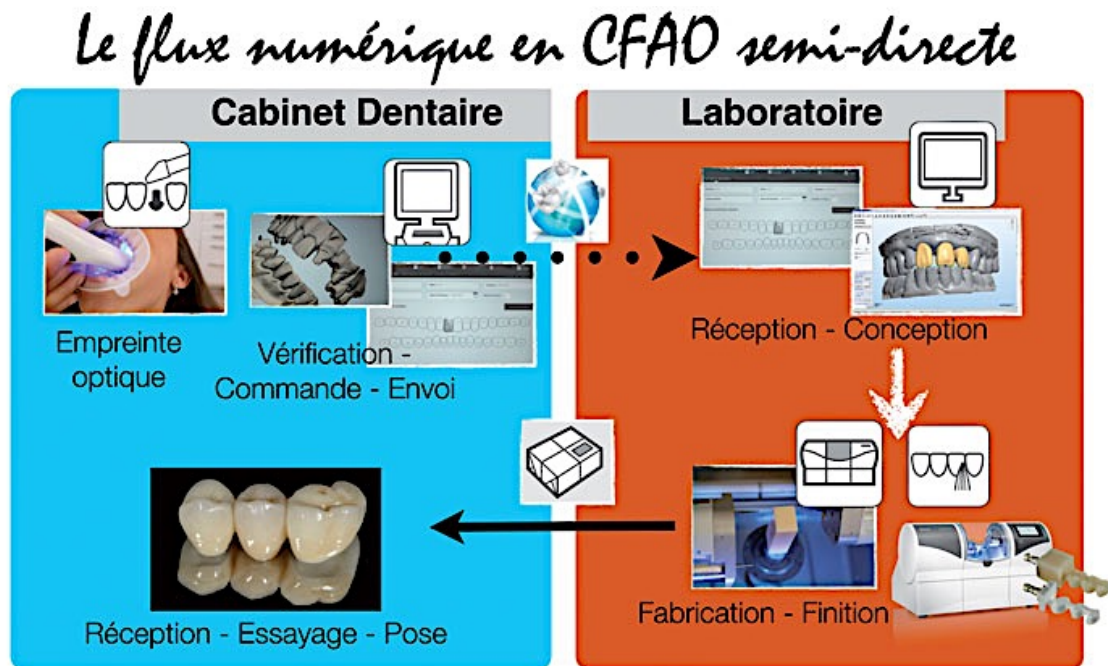 Le flux numérique en CFAO semi-directe
Cabinet Dentaire
Laboratoire
Empreinte
optique
Vérification -
Commande - Envoi
Réception - Conception
Fabrication - Finition
Réception - Essayage - Pose